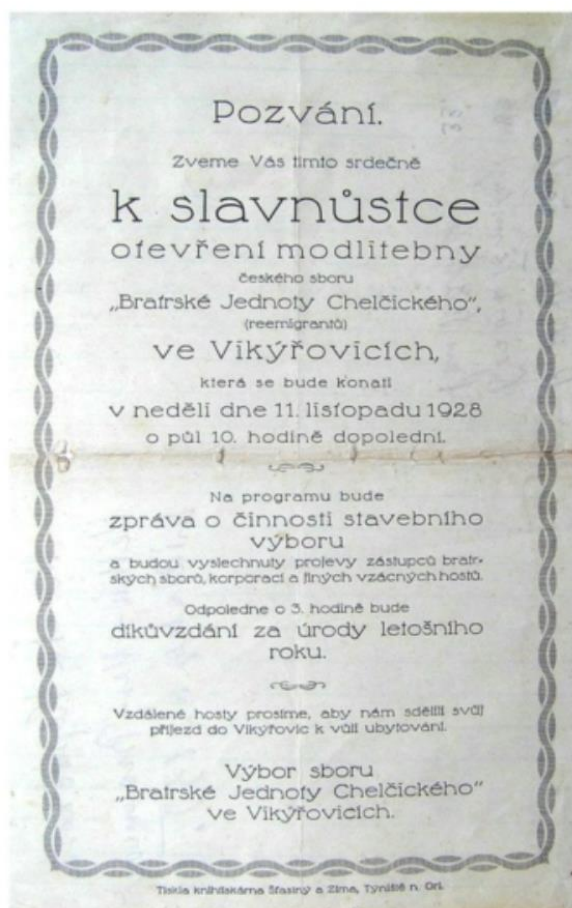 Pozvání.
Zveme Vás tímto srdečně
k slavnůstce
otevření modlitebny
českého sboru
„Bratrské Jednoty Chelčického“,
(reemigrantů)
ve Vikýřovicích,
která se bude konati
v neděli dne 11. listopadu 1928
o půl 10. hodině dopolední.
Na programu bude
zpráva o činnosti stavebního
výboru
a budou vyslechnuty projevy zástupců bratr-
ských sborů, korporací a jiných vzácných hostů.
Odpoledne o 3. hodině bude
díkůvzdání za úrody letošního
roku.
Vzdálené hosty prosíme, aby nám sdělili svůj
příjezd do Vikýřovic k vůli ubytování.
Výbor sboru
„Bratrské Jednoty Chelčického“
ve Vikýřovicích.
Tiskla knihtiskárna Šťastný a Zima, Týniště n. Orl.